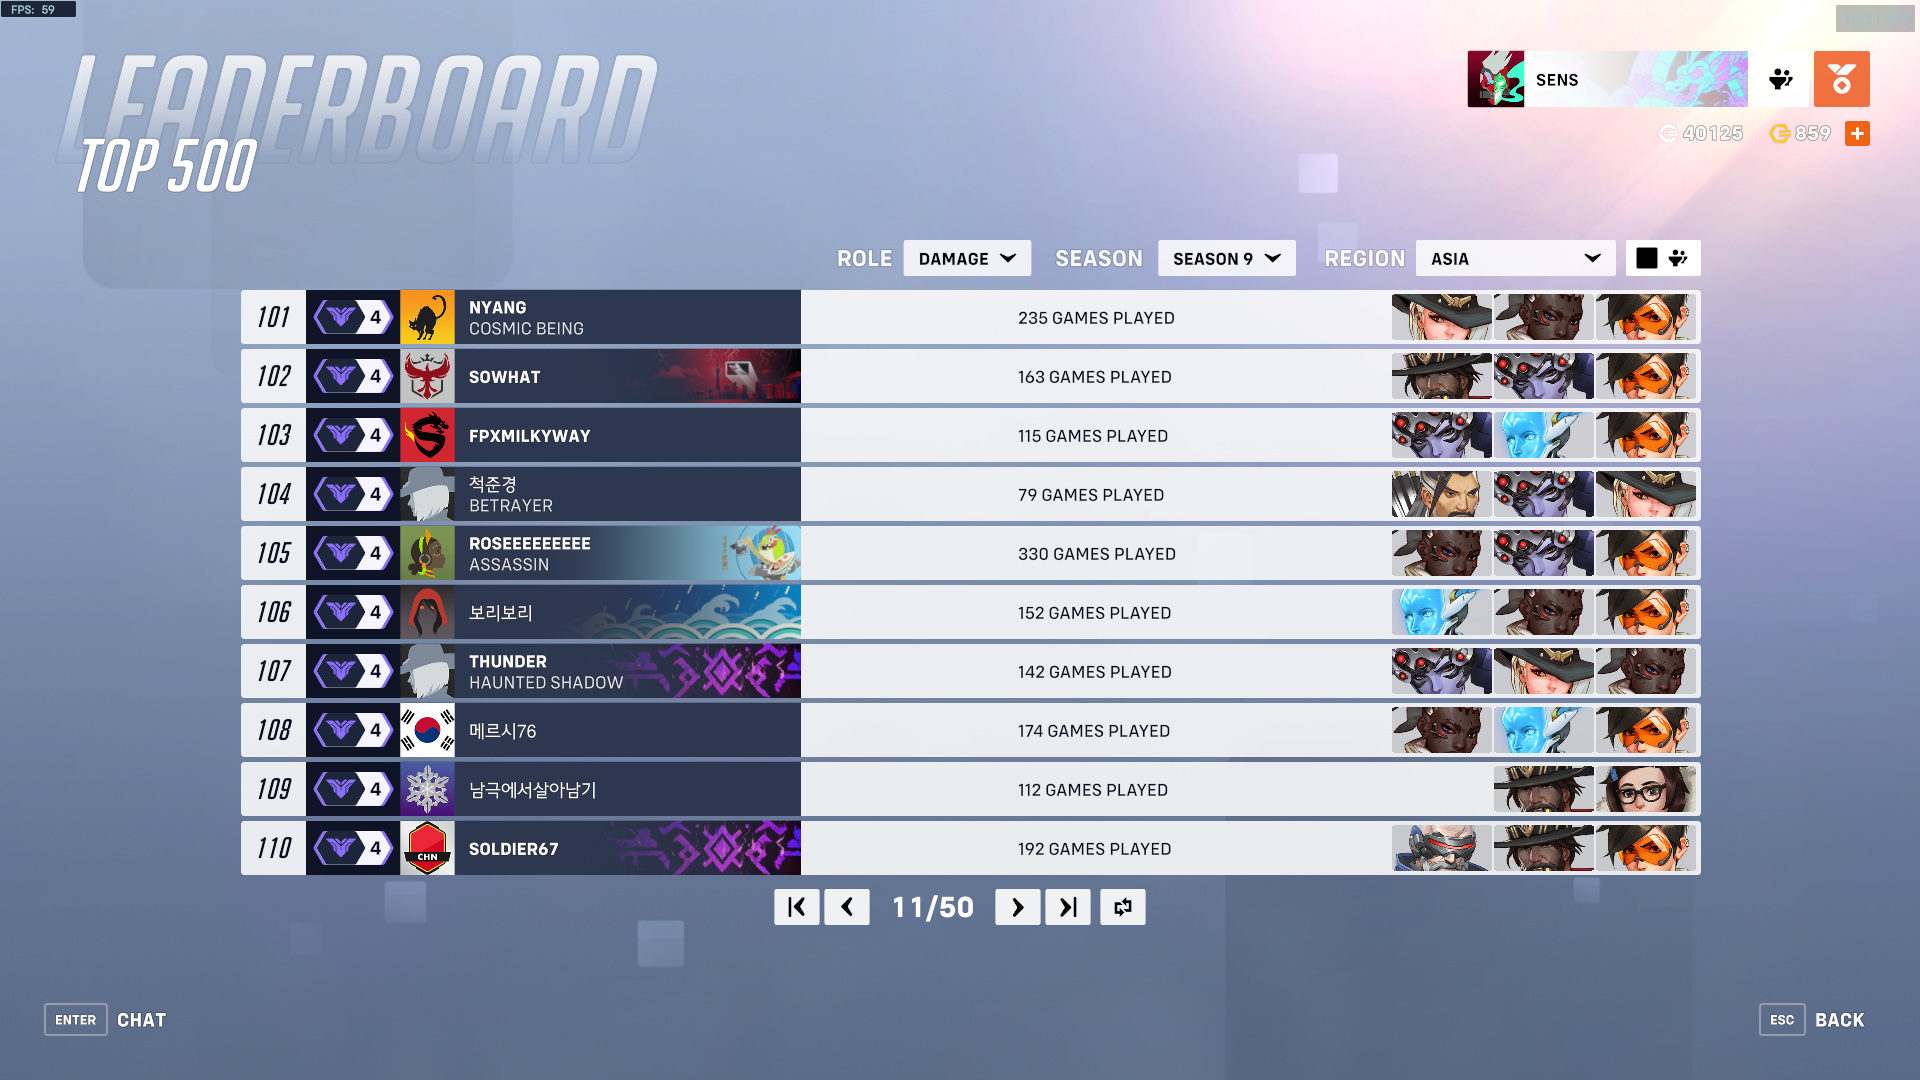 FPS: 59
LEADERBOARD
TOP 500
SENS
40125
859
ROLE
DAMAGE
SEASON
SEASON 9
REGION
ASIA
101
4
NYANG
COSMIC BEING
235 GAMES PLAYED
102
4
SOWHAT
163 GAMES PLAYED
103
4
FPXMILKYWAY
115 GAMES PLAYED
104
4
척준경
BETRAYER
79 GAMES PLAYED
105
4
ROSEEEEEEEEE
ASSASSIN
330 GAMES PLAYED
106
4
보리보리
152 GAMES PLAYED
107
4
THUNDER
HAUNTED SHADOW
142 GAMES PLAYED
108
4
메르시76
174 GAMES PLAYED
109
4
남극에서살아남기
112 GAMES PLAYED
110
4
CHN
SOLDIER67
192 GAMES PLAYED
11/50
ENTER
CHAT
ESC
BACK